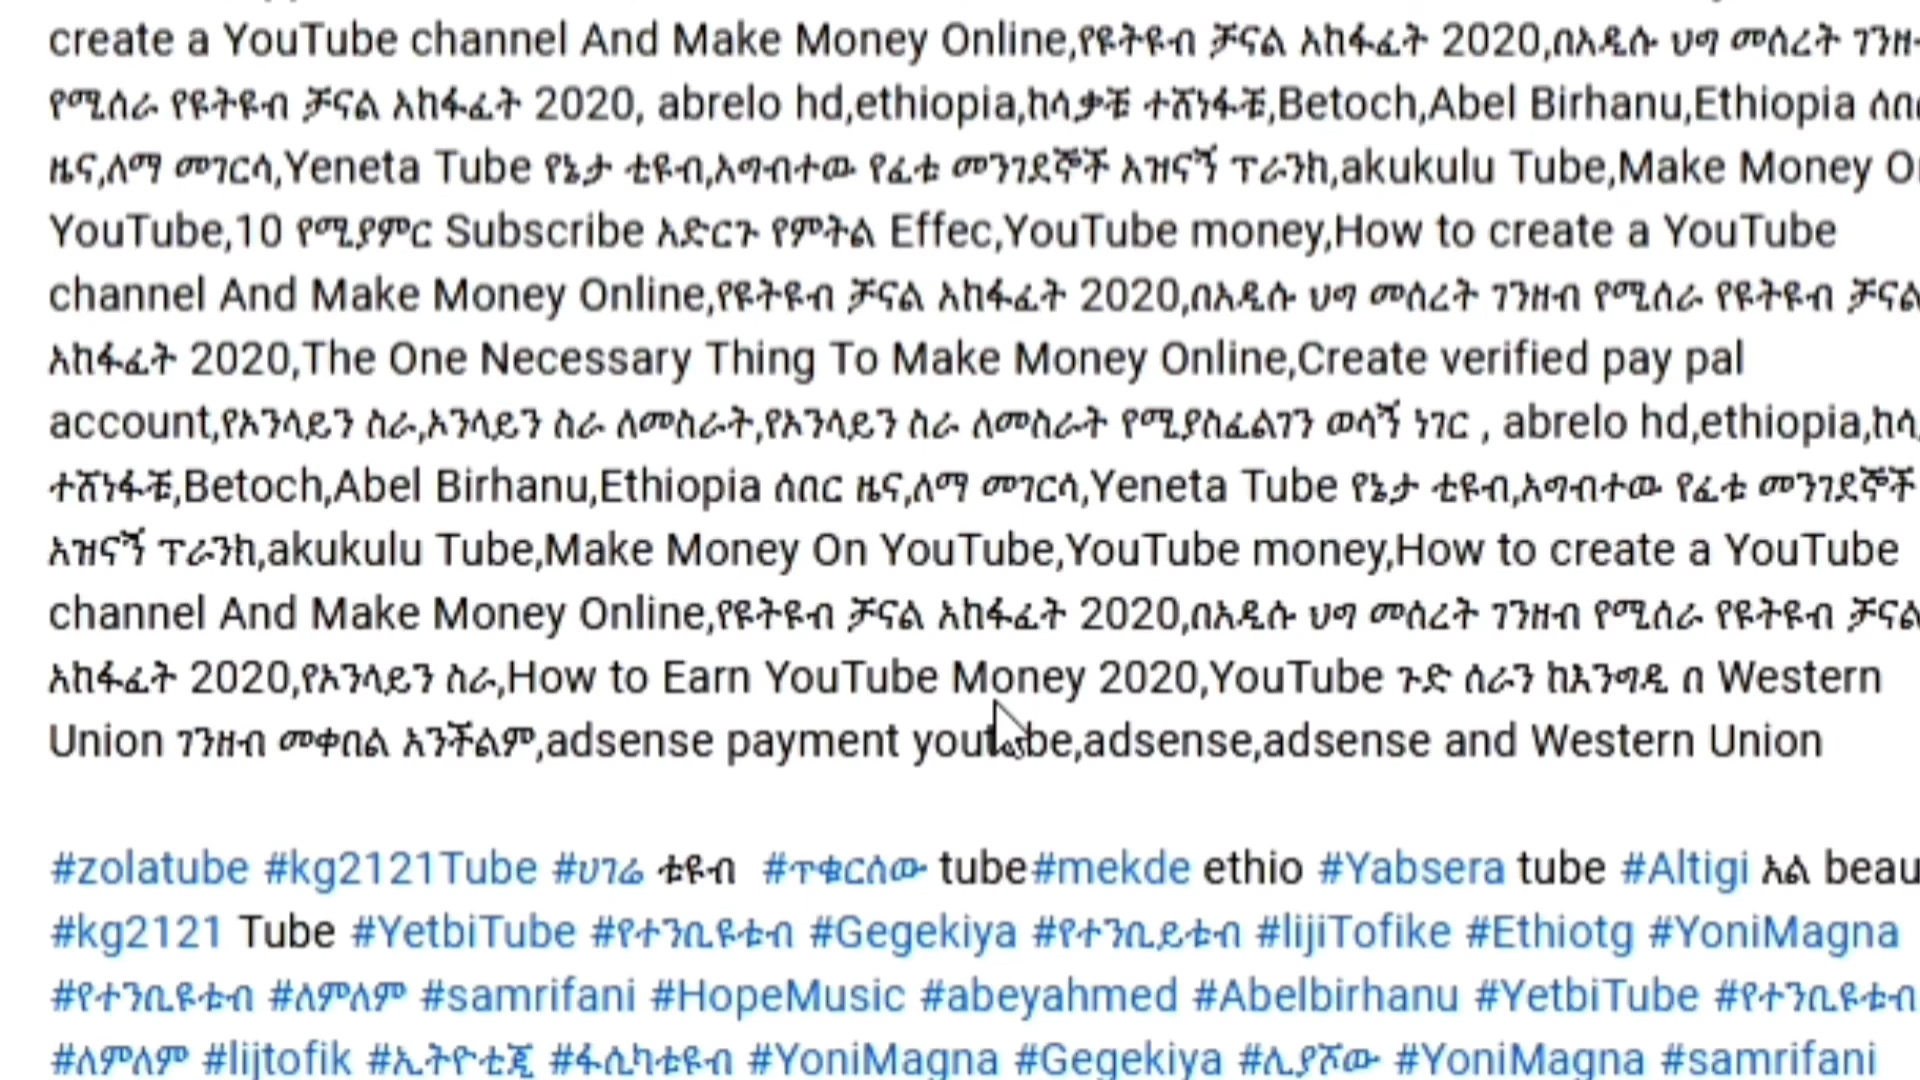 create a YouTube channel And Make Money Online,የዩትዩብ ቻናል አከፋፈት 2020,በአዲሱ ህግ መሰረት ገንዘብ
የሚሰራ የዩትዩብ ቻናል አከፋፈት 2020, abrelo hd,ethiopia,ከሳቃቹ ተሸነፋቹ,Betoch,Abel Birhanu,Ethiopia
ዜና,ለማ መገርሳ,Yeneta Tube የኔታ ቲዩብ,አግብተው የፈቱ መንገደኞች አዝናኝ ፕራንክ,akukulu Tube,Make Money
YouTube,10 የሚያምር Subscribe አድርጉ የምትል Effec,YouTube money,How to create a YouTube
channel And Make Money Online,የዩትዩብ ቻናል አከፋፈት 2020,በአዲሱ ህግ መሰረት ገንዘብ የሚሰራ የዩትዩብ ቻናል
አከፋፈት 2020,The One Necessary Thing To Make Money Online,Create verified pay pal
account,የኦንላይን ስራ,ኦንላይን ስራ ለመስራት,የኦንላይን ስራ ለመስራት የሚያስፈልገን ወሳኝ ነገር , abrelo hd,ethiopia,
ተሸነፋቹ,Betoch,Abel Birhanu,Ethiopia ሰበር ዜና,ለማ መገርሳ,Yeneta Tube የኔታ ቲዩብ,አግብተው የፈቱ መንገደኞች
አዝናኝ ፕራንክ,akukulu Tube,Make Money On YouTube,YouTube money,How to create a YouTube
channel And Make Money Online,የዩትዩብ ቻናል አከፋፈት 2020,በአዲሱ ህግ መሰረት ገንዘብ የሚሰራ የዩትዩብ ቻናል
አከፋፈት 2020,የኦንላይን ስራ,How to Earn YouTube Money 2020,YouTube ጉድ ሰራን ከእንግዲ በ Western
Union ገንዘብ መቀበል አንችልም,adsense payment youtube,adsense,adsense and Western Union
#zolatube #kg2121Tube #ሀገሬ ቲዩብ #ጥቁርሰው tube#mekde ethio #Yabsera tube #Altigi አል
#kg2121 Tube #YetbiTube #የተንቢዩቱብ #Gegekiya #የተንቢይቱብ #lijiTofike #Ethiotg #YoniMagna
#የተንቢዩቱብ #ለምለም #samrifani #HopeMusic #abeyahmed #Abelbirhanu #YetbiTube #የተንቢዩቱብ
#ለምለም #lijtofik #ኢትዮቲጂ #ፋሲካቲዩብ #YoniMagna #Gegekiya #ሊያሾው #YoniMagna #samrifani